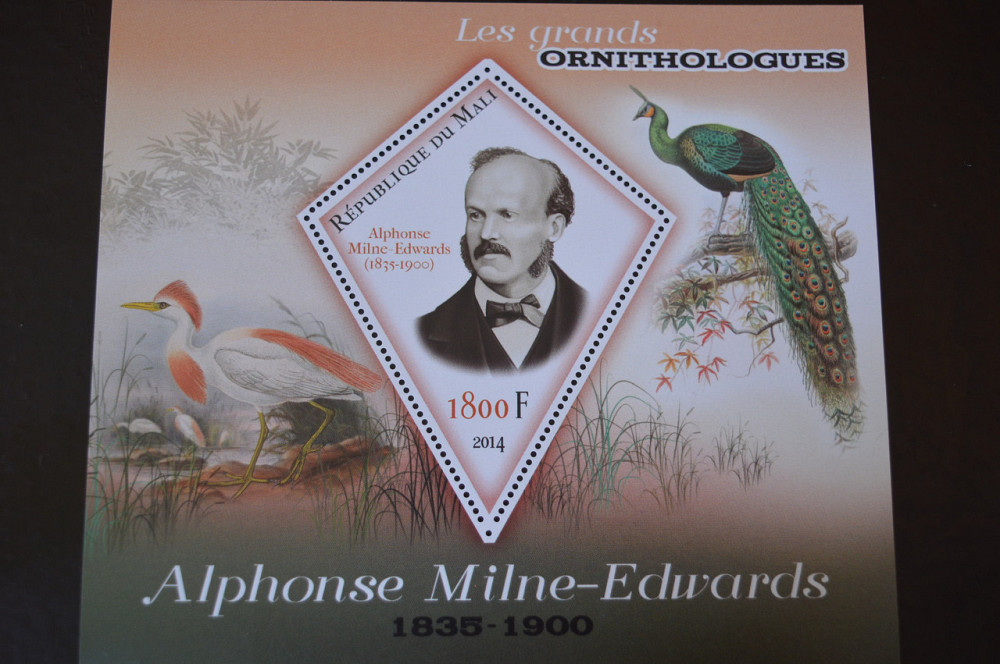 Les grands
ORNITHOLOGUES
RÉPUBLIQUE DU MALI
Alphonse
Milne-Edwards
(1835-1900)
1800 F
2014
Alphonse Milne-Edwards
1835-1900